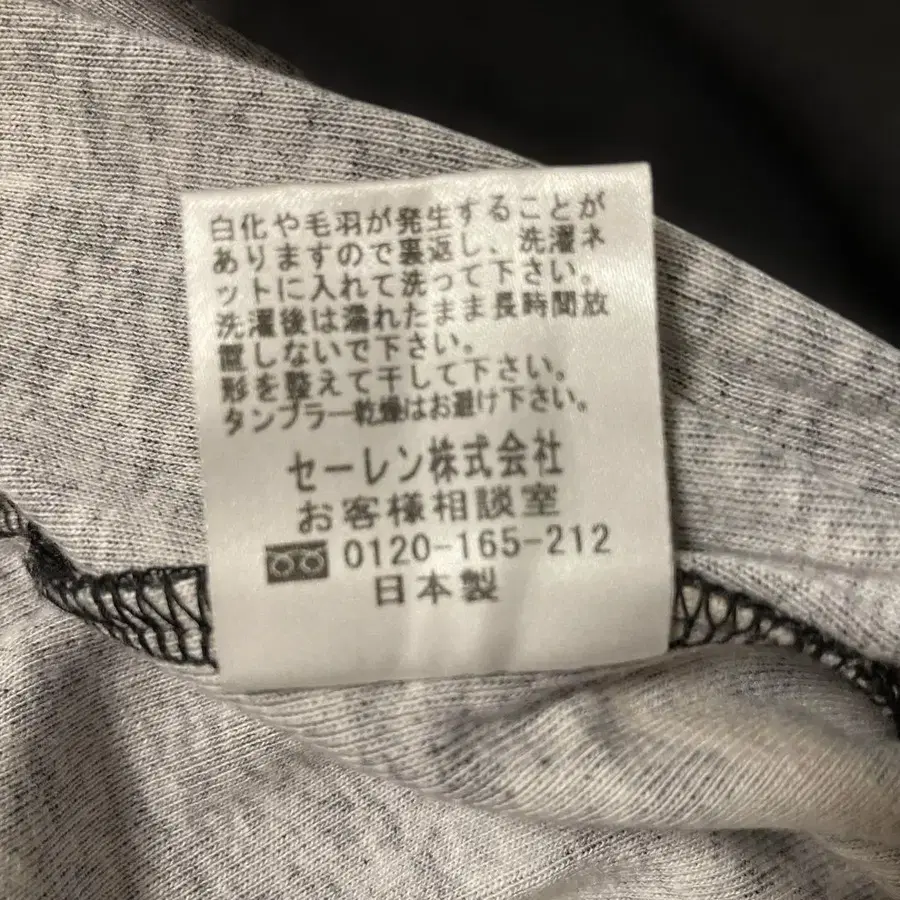 白化や毛羽が発生することが
ありますので裏返し、洗濯ネ
ットに入れて洗って下さい。
洗濯後は濡れたまま長時間放
置しないで下さい。
形を整えて干して下さい。
タンブラー乾燥はお避け下さい。
セーレン株式会社
お客様相談室
0120-165-212
日本製